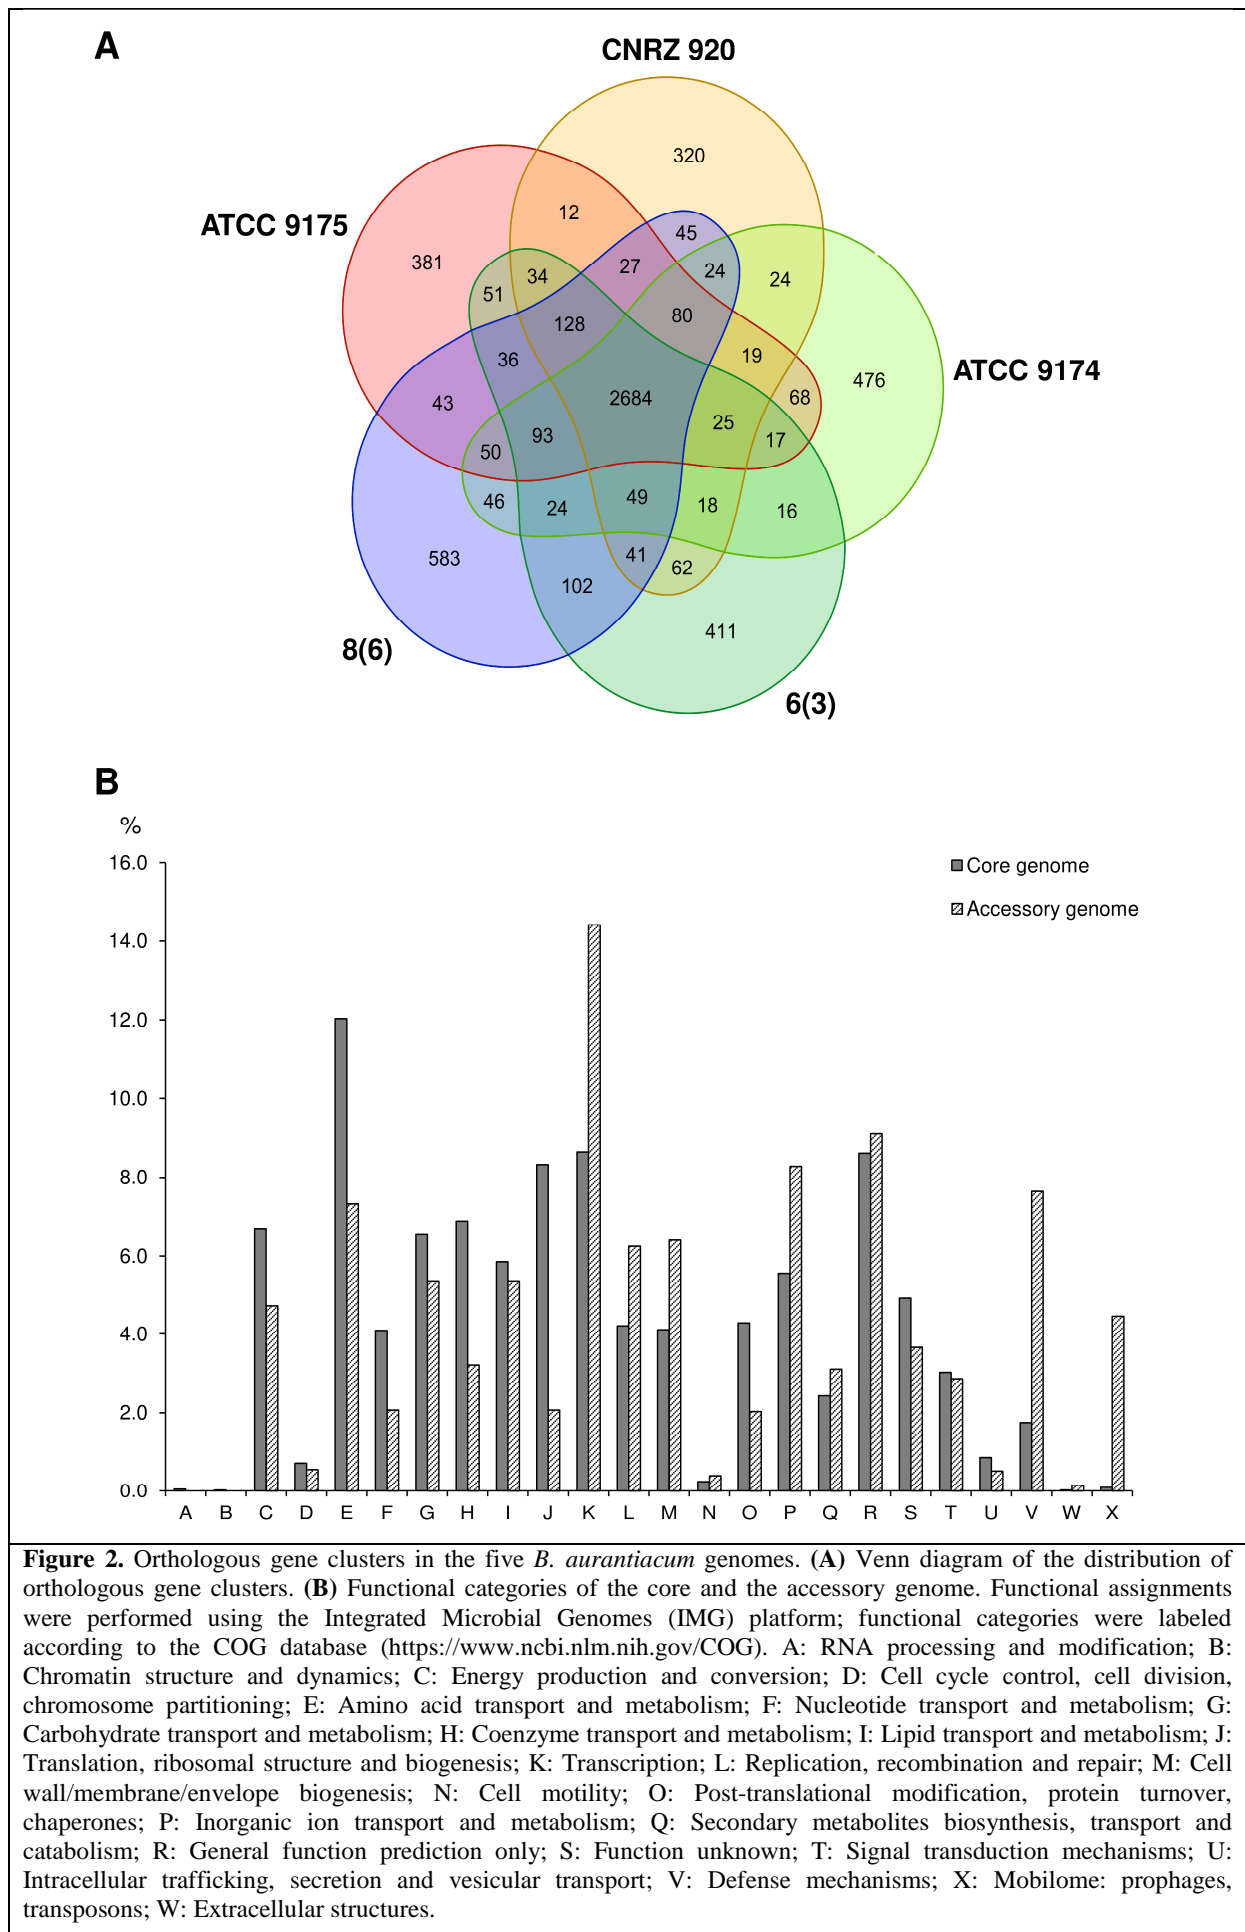 A
CNRZ 920
320
ATCC 9175
12
45
381
27
24
24
34
51
80
128
19
ATCC 9174
36
476
68
43
2684
25
93
17
50
46
49
24
18
16
583
41
62
102
411
8(6)
6(3)
B
%
16.0
Core genome
Accessory genome
14.0
12.0
10.0
8.0
6.0
4.0
2.0
0.0
A B C D E F G H I J K L M N O P Q R S T U V W X
Figure 2. Orthologous gene clusters in the five B. aurantiacum genomes. (A) Venn diagram of the distribution of
orthologous gene clusters. (B) Functional categories of the core and the accessory genome. Functional assignments
were performed using the Integrated Microbial Genomes (IMG) platform; functional categories were labeled
according to the COG database (https://www.ncbi.nlm.nih.gov/COG). A: RNA processing and modification; B:
Chromatin structure and dynamics; C: Energy production and conversion; D: Cell cycle control, cell division,
chromosome partitioning; E: Amino acid transport and metabolism; F: Nucleotide transport and metabolism; G:
Carbohydrate transport and metabolism; H: Coenzyme transport and metabolism; I: Lipid transport and metabolism; J:
Translation, ribosomal structure and biogenesis; K: Transcription; L: Replication, recombination and repair; M: Cell
wall/membrane/envelope biogenesis; N: Cell motility; O: Post-translational modification, protein turnover,
chaperones; P: Inorganic ion transport and metabolism; Q: Secondary metabolites biosynthesis, transport and
catabolism; R: General function prediction only; S: Function unknown; T: Signal transduction mechanisms; U:
Intracellular trafficking, secretion and vesicular transport; V: Defense mechanisms; X: Mobilome: prophages,
transposons; W: Extracellular structures.